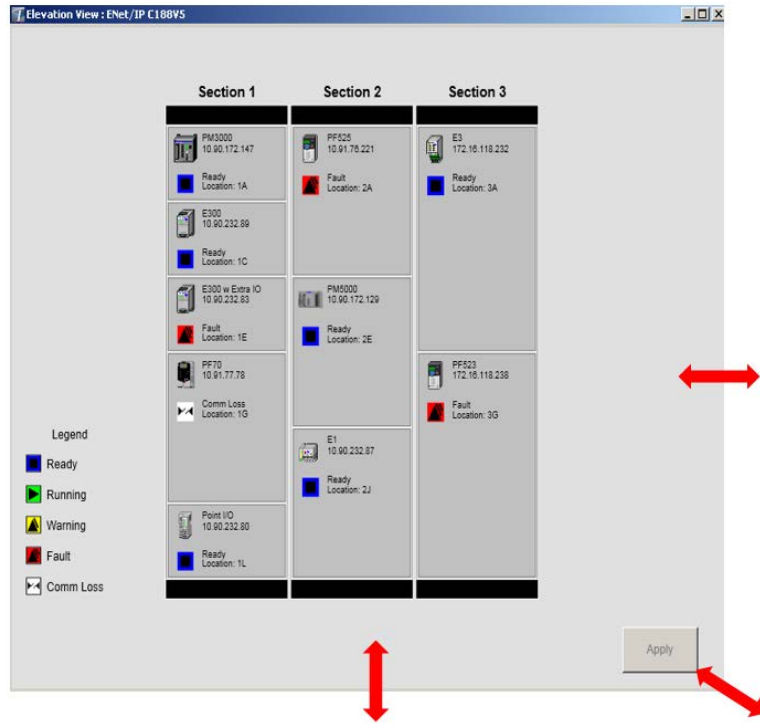 Elevation View : ENet/IP C188V5
Section 1
PM3000
10.90.172.147
Ready
Location: 1A
E300
10.90.232.89
Ready
Location: 1C
E300 w Extra IO
10.90.232.83
Fault
Location: 1E
PF70
10.91.77.78
Comm Loss
Location: 1G
Point I/O
10.90.232.80
Ready
Location: 1L
Section 2
PF525
10.91.76.221
Fault
Location: 2A
PM5000
10.90.172.129
Ready
Location: 2E
E1
10.90.232.87
Ready
Location: 2J
Section 3
E3
172.16.118.232
Ready
Location: 3A
PF523
172.16.118.238
Fault
Location: 3G
Legend
Ready
Running
Warning
Fault
Comm Loss
Apply